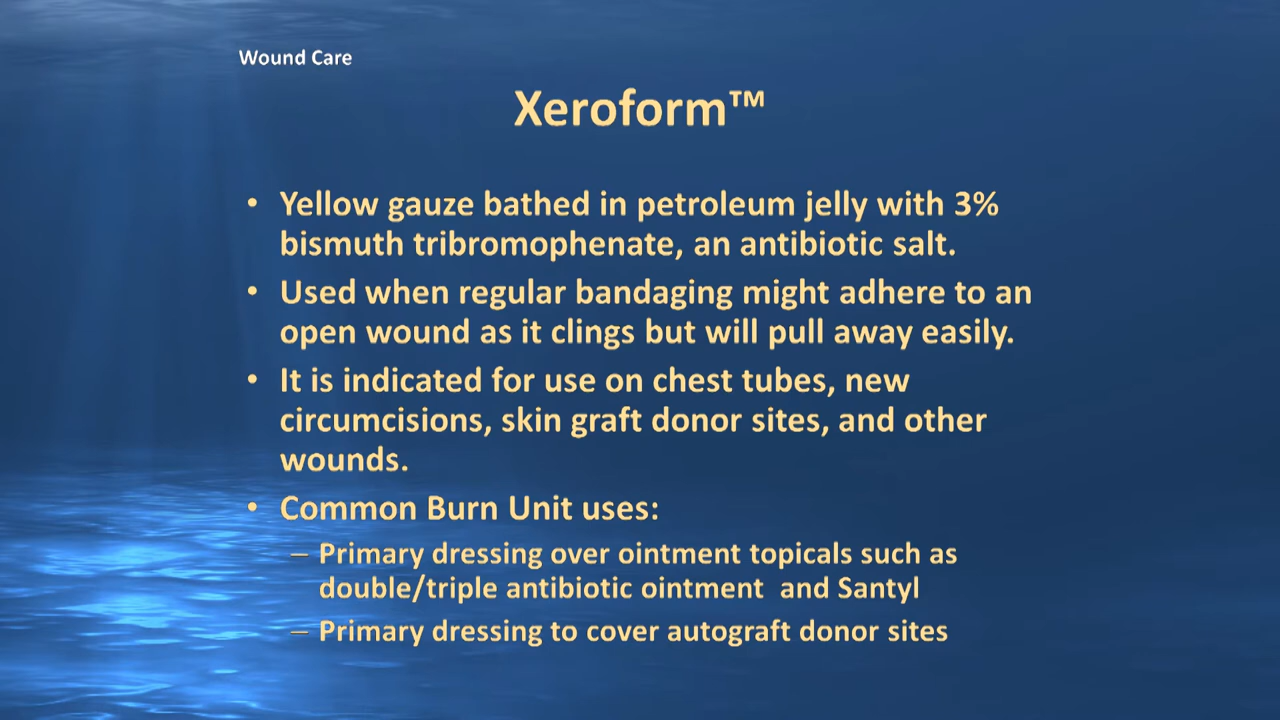 Wound Care
Xeroform™
• Yellow gauze bathed in petroleum jelly with 3%
bismuth tribromophenate, an antibiotic salt.
• Used when regular bandaging might adhere to an
open wound as it clings but will pull away easily.
• It is indicated for use on chest tubes, new
circumcisions, skin graft donor sites, and other
wounds.
• Common Burn Unit uses:
– Primary dressing over ointment topicals such as
double/triple antibiotic ointment  and Santyl
– Primary dressing to cover autograft donor sites